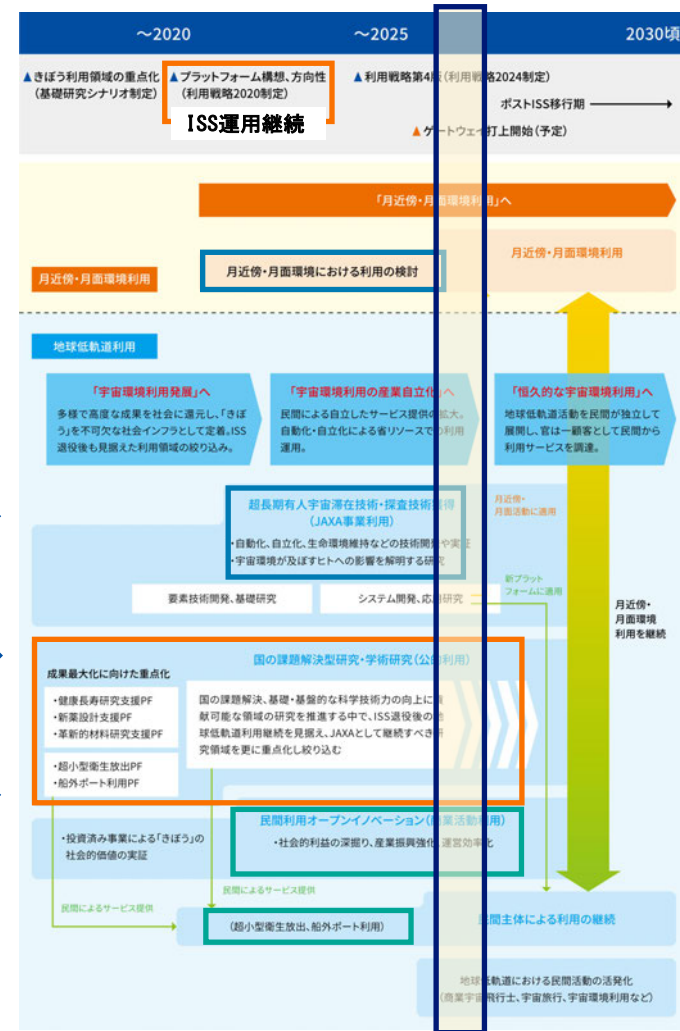 ～2020
～2025
2030頃
▲きぼう利用領域の重点化
（基礎研究シナリオ制定）
▲プラットフォーム構想、方向性
（利用戦略2020制定）
ISS運用継続
▲利用戦略第4版（利用戦略2024制定）
ポストISS移行期
▲ゲートウェイ打上開始（予定）
「月近傍・月面環境利用」へ
月近傍・月面環境利用
月近傍・月面環境における利用の検討
月近傍・月面環境利用
地球低軌道利用
「宇宙環境利用発展」へ
多様で高度な成果を社会に還元し、「きぼ
う」を不可欠な社会インフラとして定着。ISS
退役後も見据えた利用領域の絞り込み。
「宇宙環境利用の産業自立化」へ
民間による自立したサービス提供の拡大。
自動化・自立化による省リソースでの利用
運用。
「恒久的な宇宙環境利用」へ
地球低軌道活動を民間が独立して
展開し、官は一顧客として民間から
利用サービスを調達。
超長期有人宇宙滞在技術・探査技術獲得
（JAXA事業利用）
・自動化、自立化、生命環境維持などの技術開発や実証
・宇宙環境が及ぼすヒトへの影響を解明する研究
月近傍・
月面活動に適用
要素技術開発、基礎研究
システム開発、応用研究
新プラット
フォームに適用
月近傍・
月面環境
利用を継続
国の課題解決型研究・学術研究（公的利用）
成果最大化に向けた重点化
・健康長寿研究支援PF
・新薬設計支援PF
・革新的材料研究支援PF
・超小型衛生放出PF
・船外ポート利用PF
国の課題解決、基礎・基盤的な科学技術力の向上に貢
献可能な領域の研究を推進する中で、ISS退役後の地
球低軌道利用継続を見据え、JAXAとして継続すべき研
究領域を更に重点化し絞り込む
民間利用オープンイノベーション（商業活動利用）
・社会的利益の深掘り、産業振興強化、運営効率化
・投資済み事業による「きぼう」の
社会的価値の実証
民間によるサービス提供
民間によるサービス提供
（超小型衛生放出、船外ポート利用）
民間主体による利用の継続
地球低軌道における民間活動の活発化
（商業宇宙飛行士、宇宙旅行、宇宙環境利用など）